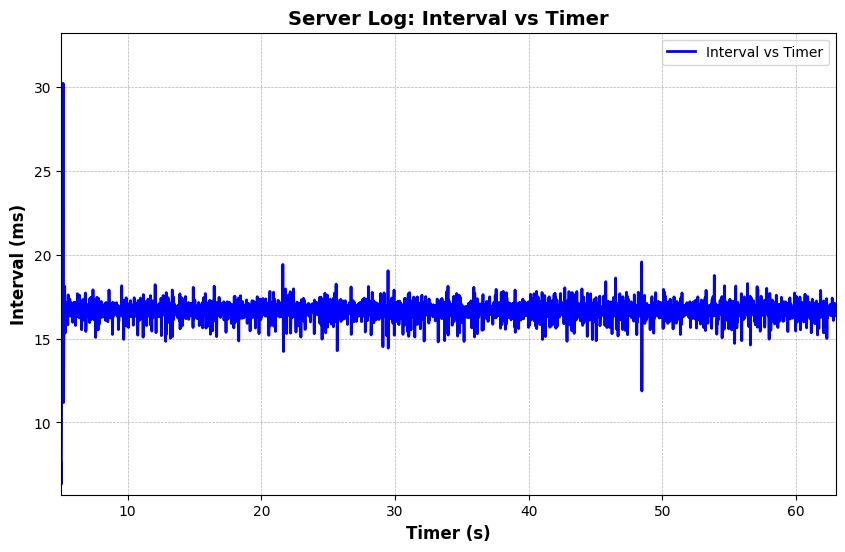 Server Log: Interval vs Timer
Interval vs Timer
Interval (ms)
30
25
20
15
10
10 20 30 40 50 60
Timer (s)